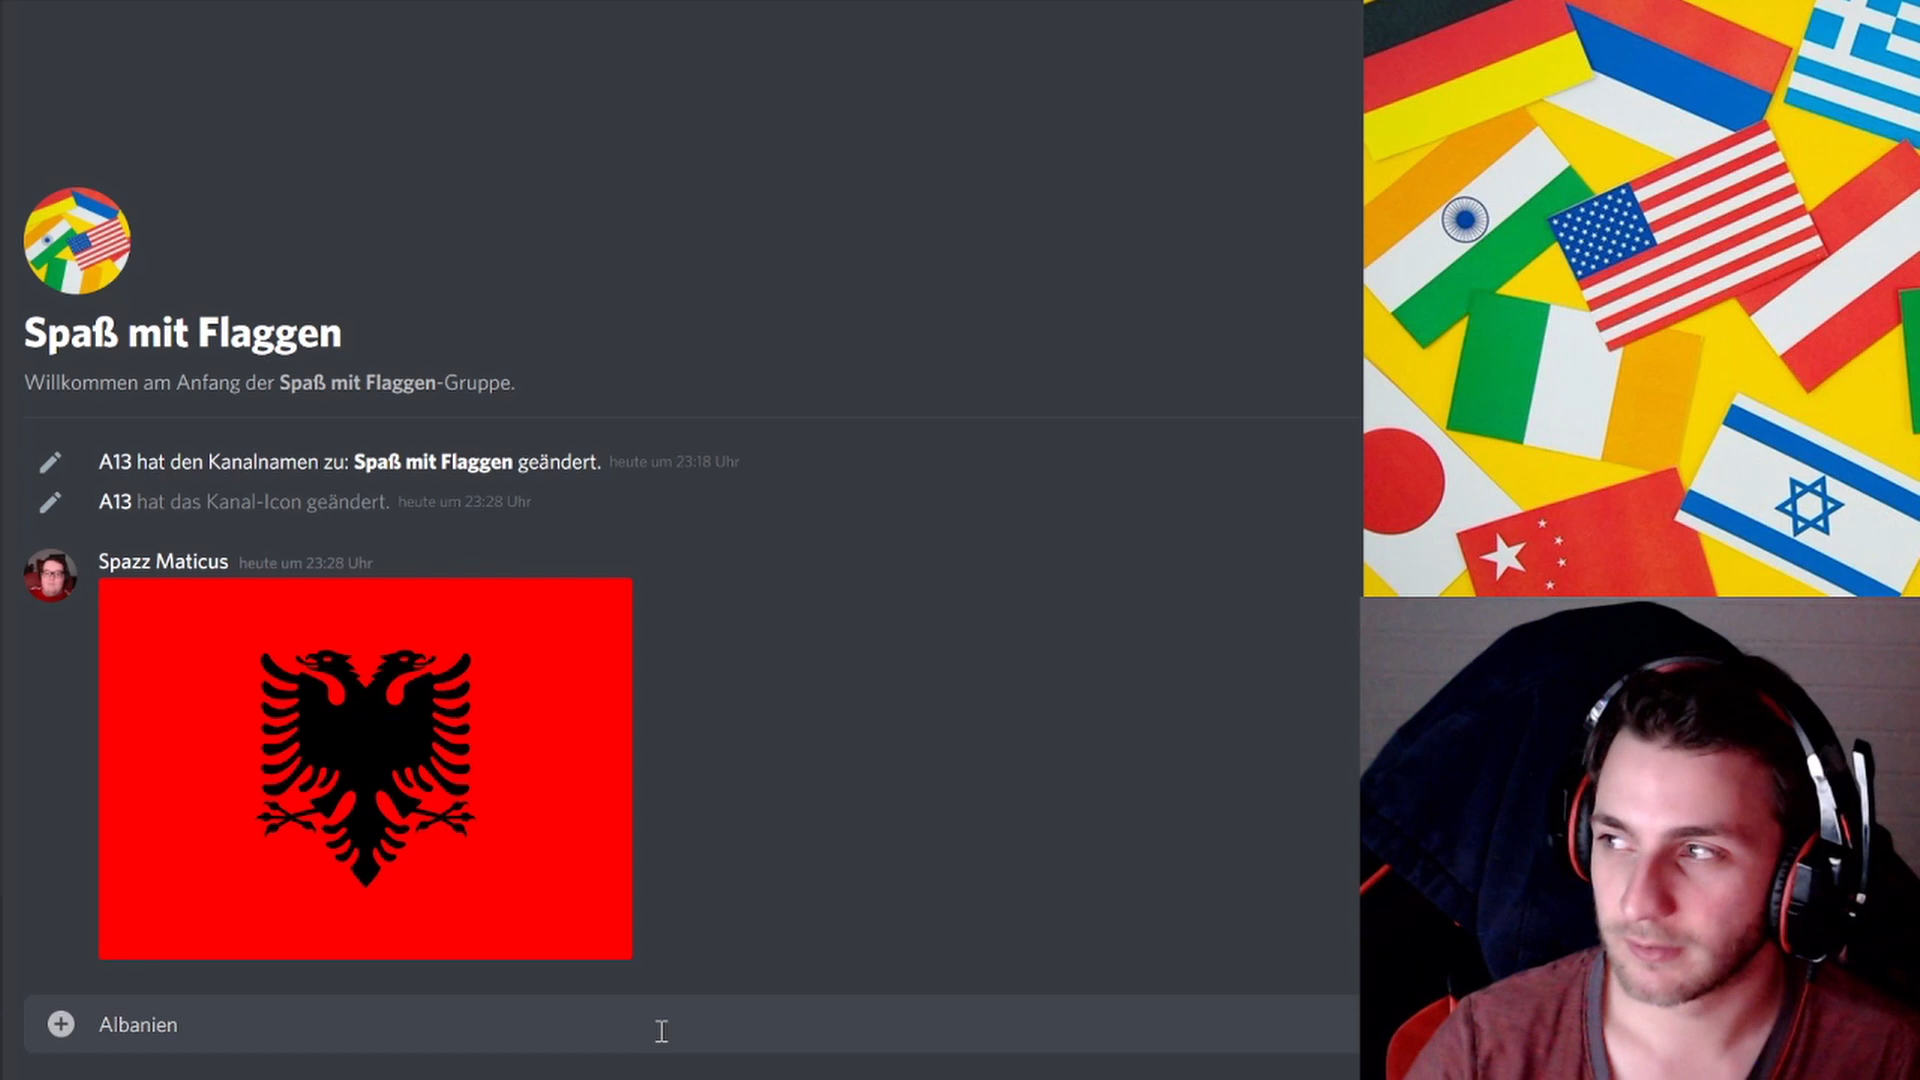 Spaß mit Flaggen
Willkommen am Anfang der Spaß mit Flaggen-Gruppe.
A13 hat den Kanalnamen zu: Spaß mit Flaggen geändert. heute um 23:18 Uhr
A13 hat das Kanal-Icon geändert. heute um 23:28 Uhr
Spazz Maticus heute um 23:28 Uhr
Albanien